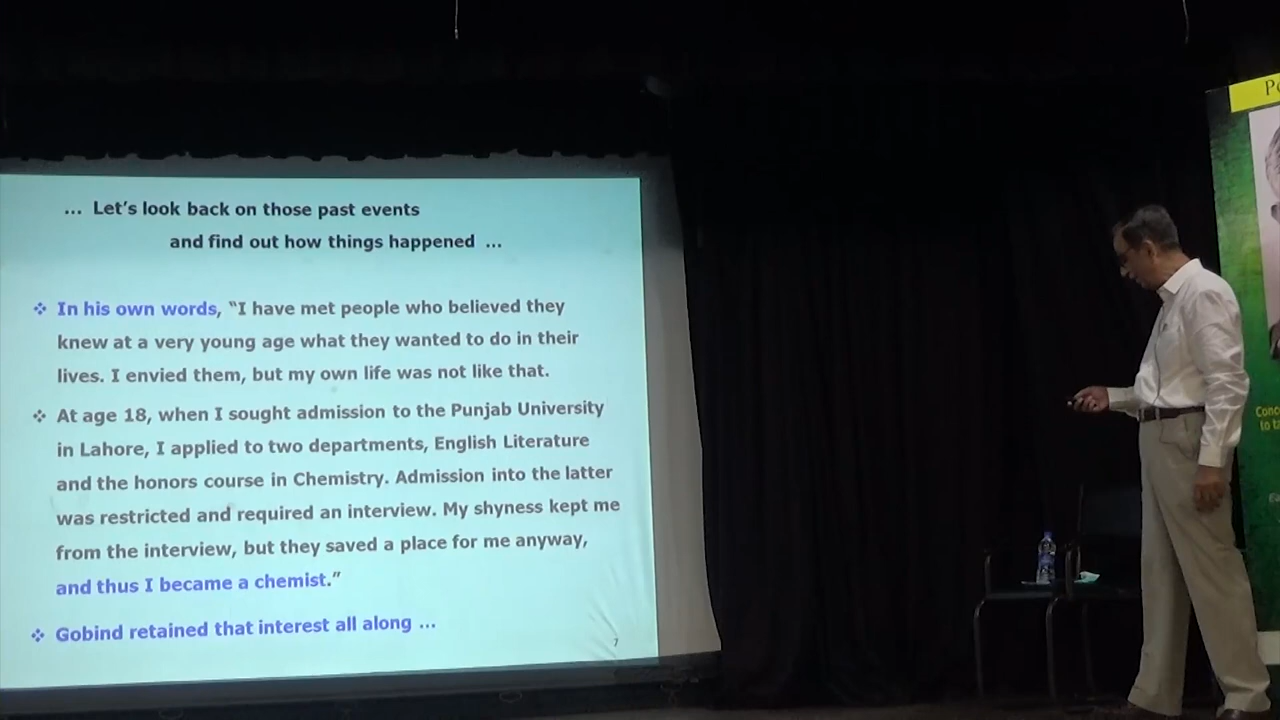 ... Let's look back on those past events
and find out how things happened ...
❖ In his own words, “I have met people who believed they
knew at a very young age what they wanted to do in their
lives. I envied them, but my own life was not like that.
❖ At age 18, when I sought admission to the Punjab University
in Lahore, I applied to two departments, English Literature
and the honors course in Chemistry. Admission into the latter
was restricted and required an interview. My shyness kept me
from the interview, but they saved a place for me anyway,
and thus I became a chemist.”
❖ Gobind retained that interest all along ...
7
to